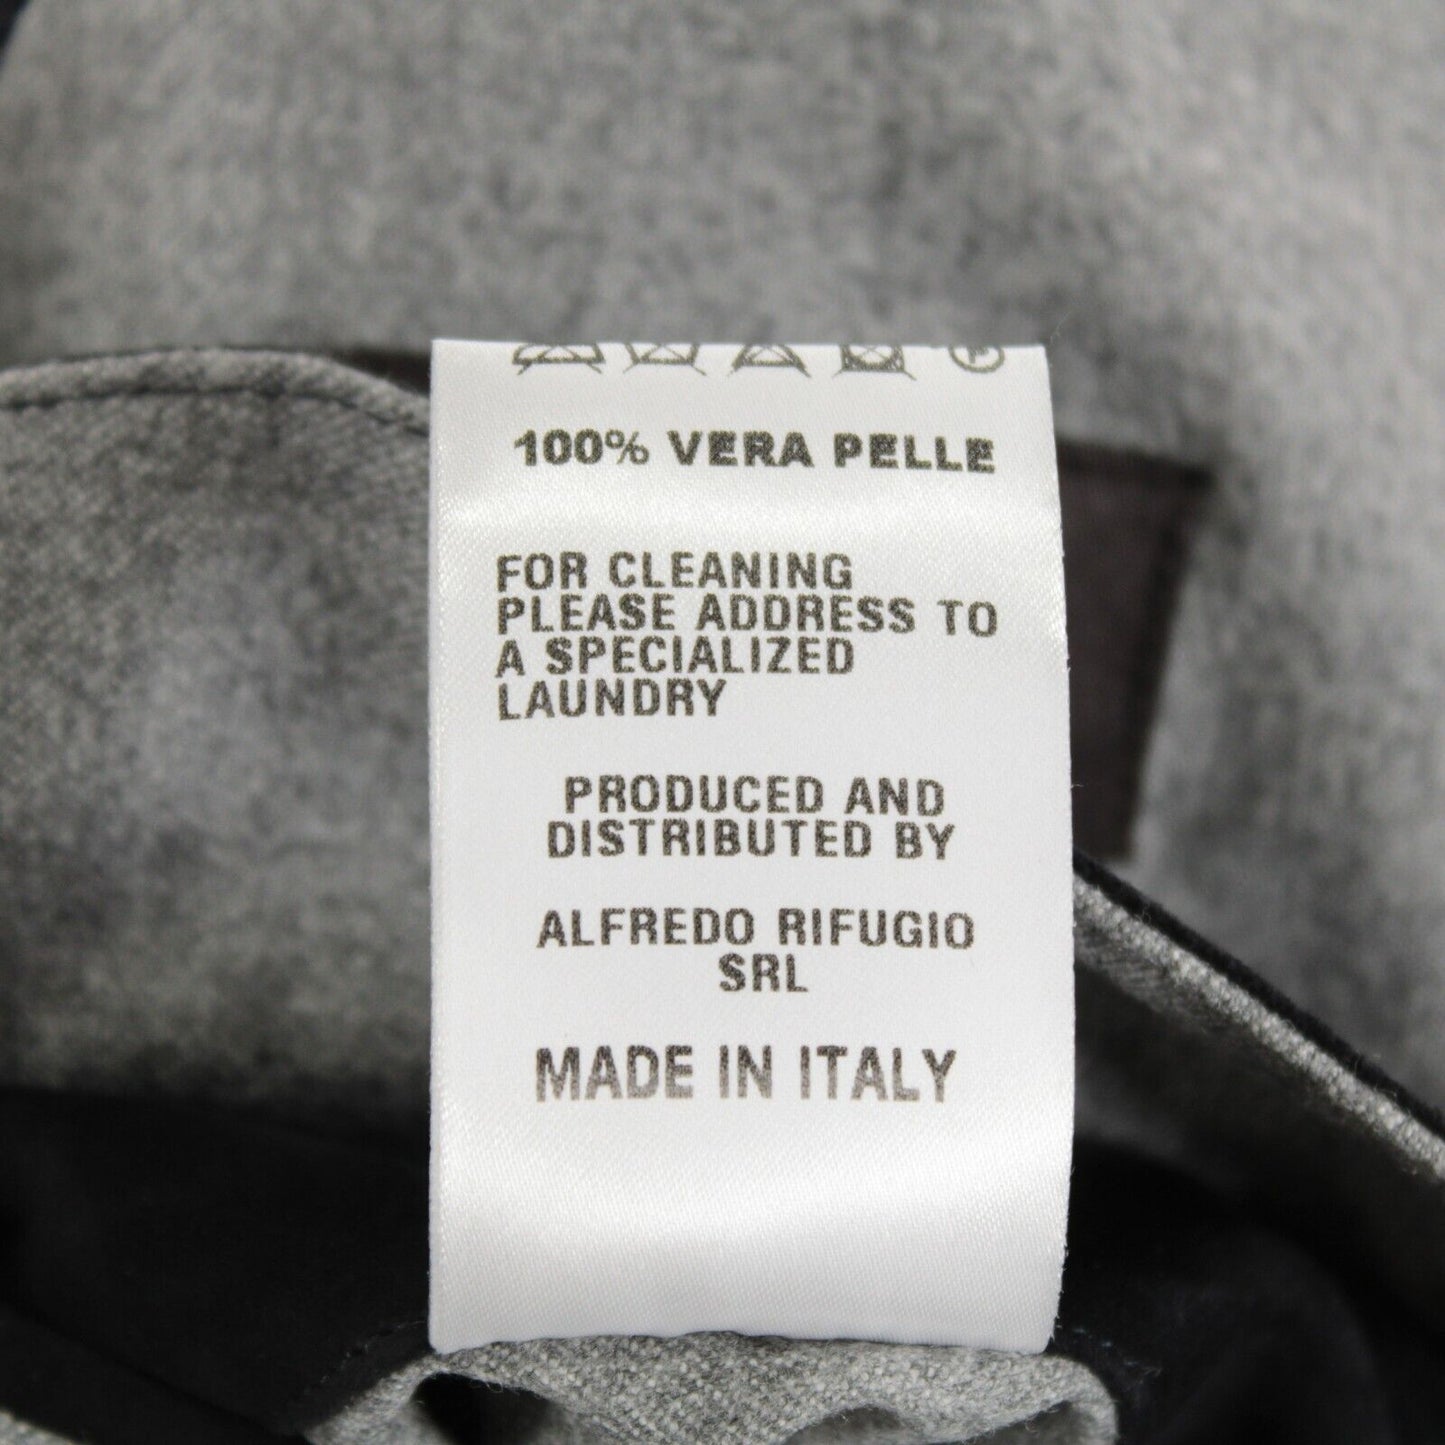 100% VERA PELLE
FOR CLEANING
PLEASE ADDRESS TO
A SPECIALIZED
LAUNDRY
PRODUCED AND
DISTRIBUTED BY
ALFREDO RIFUGIO
SRL
MADE IN ITALY